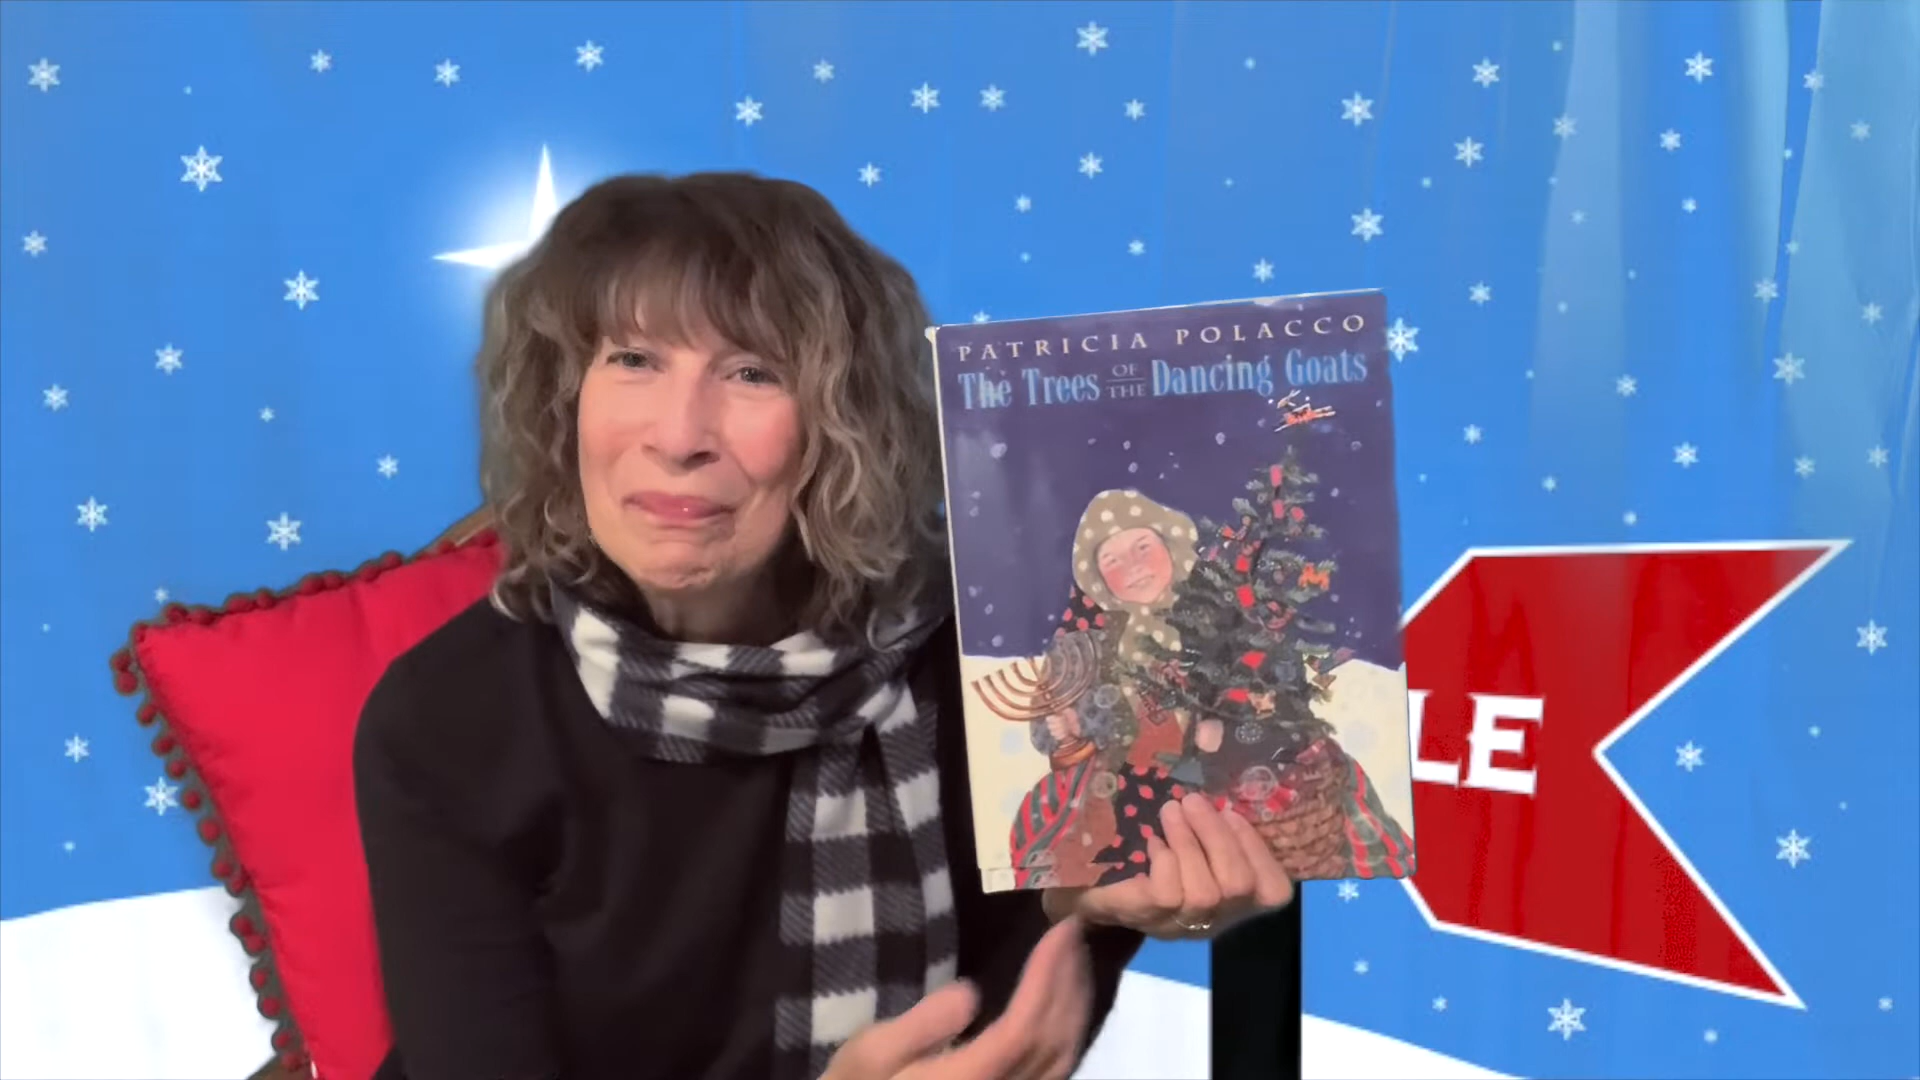 PATRICIA POLACCO
The Trees OF THE Dancing Goats
LE